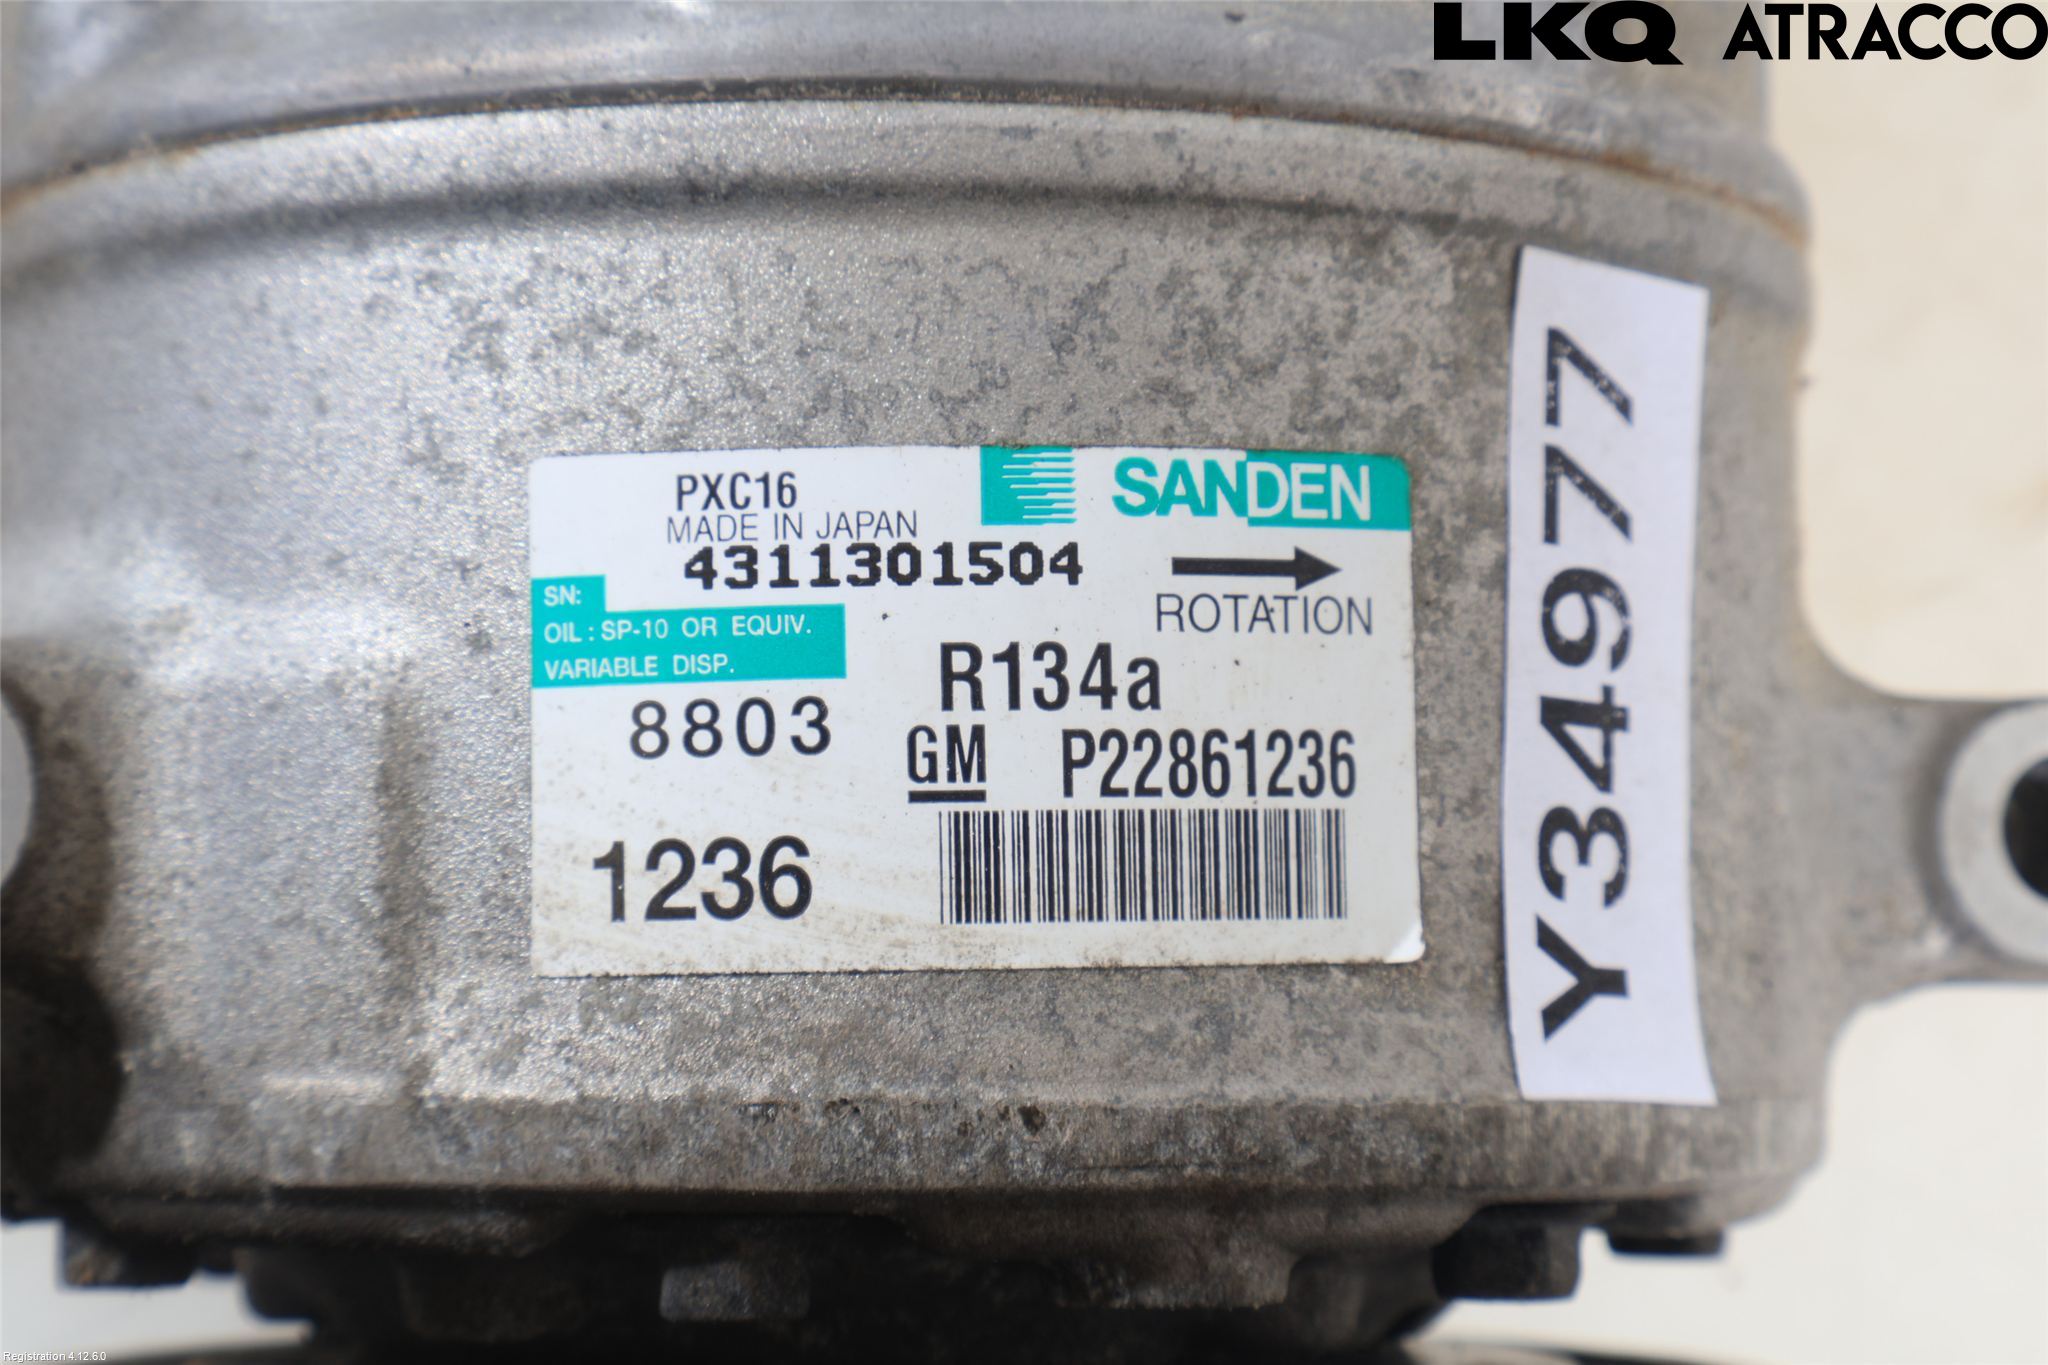 LKQ ATRACCO
PXC16
SANDEN
MADE IN JAPAN
4311301504
ROTATION
SN:
OIL : SP-10 OR EQUIV.
VARIABLE DISP.
R134a
8803
GM P22861236
1236
Y34977
Registration 4.12.6.0